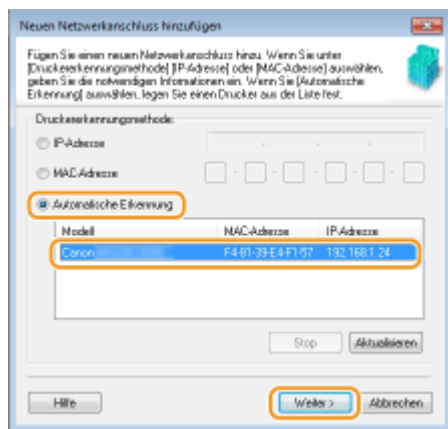 Neuen Netzwerkanschluss hinzufügen
Fügen Sie einen neuen Netzwerkanschluss hinzu. Wenn Sie unter
[Druckererkennungsmethode] [IP-Adresse] oder [MAC-Adresse] auswählen,
geben Sie die notwendigen Informationen ein. Wenn Sie [Automatische
Erkennung] auswählen, legen Sie einen Drucker aus der Liste fest.
Druckererkennungsmethode:
IP-Adresse
MAC-Adresse
Automatische Erkennung
Modell MAC-Adresse IP-Adresse
Canon F4-81-39-E4-F1-57 192.168.1.24
Stop Aktualisieren
Hilfe Weiter > Abbrechen